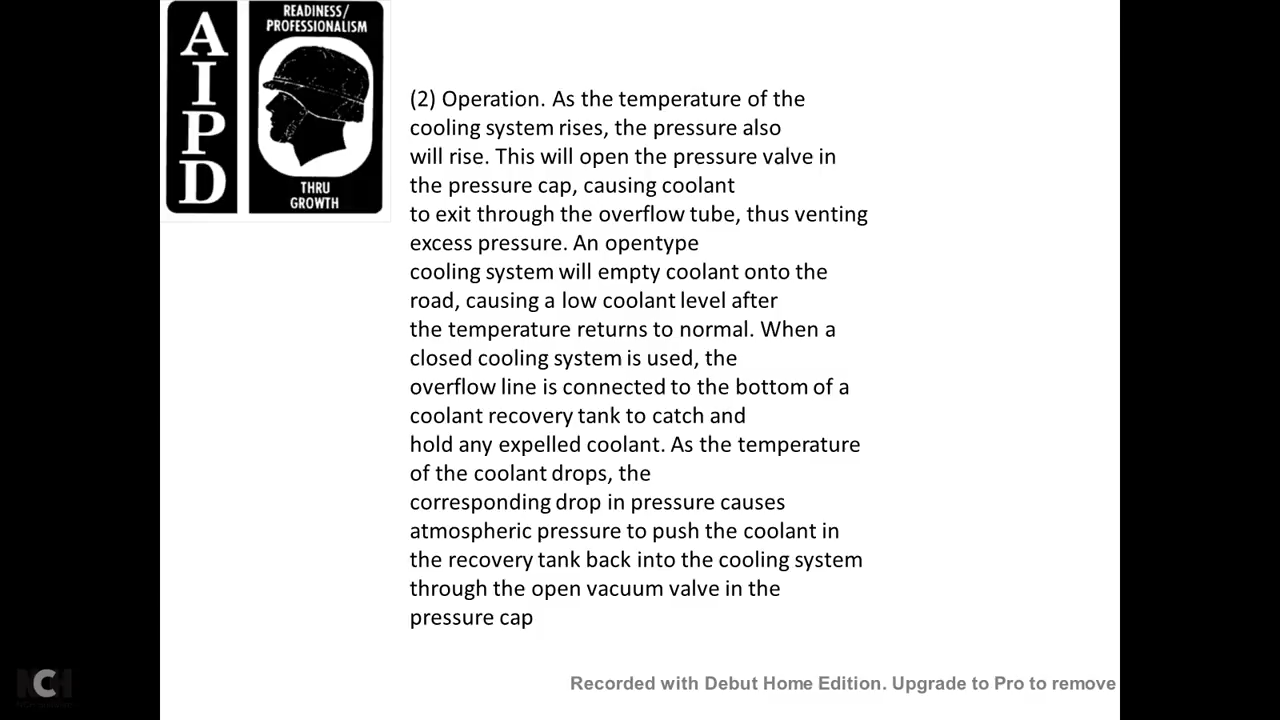 AIPD
READINESS/
PROFESSIONALISM
THRU
GROWTH
(2) Operation. As the temperature of the
cooling system rises, the pressure also
will rise. This will open the pressure valve in
the pressure cap, causing coolant
to exit through the overflow tube, thus venting
excess pressure. An opentype
cooling system will empty coolant onto the
road, causing a low coolant level after
the temperature returns to normal. When a
closed cooling system is used, the
overflow line is connected to the bottom of a
coolant recovery tank to catch and
hold any expelled coolant. As the temperature
of the coolant drops, the
corresponding drop in pressure causes
atmospheric pressure to push the coolant in
the recovery tank back into the cooling system
through the open vacuum valve in the
pressure cap
NCH
Recorded with Debut Home Edition. Upgrade to Pro to remove